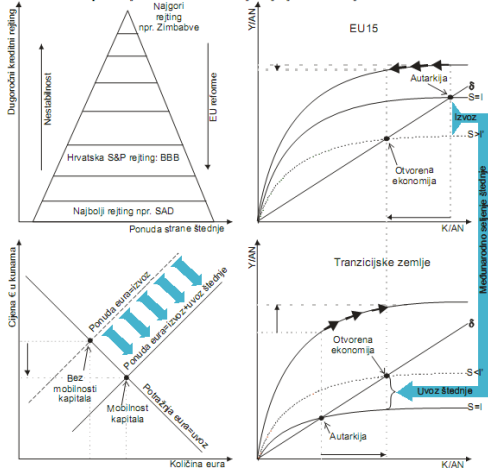 Dugoročni kreditni rejting
Nestabilnost
Najgori
rejting
npr. Zimbabve
EU reforme
Hrvatska S&P rejting: BBB
Najbolji rejting npr. SAD
Ponuda strane štednje
Y/AN
EU15
Autarkija
δ
S=I
Izvoz
S>I'
Otvorena
ekonomija
K/AN
Međunarodno seljenje štednje
Cijena € u kunama
Ponuda eura=izvoz
Ponuda eura=izvoz+uvoz štednje
Bez
mobilnosti
kapitala
Mobilnost
kapitala
Potražnja eura=uvoz
Količina eura
Y/AN
Tranzicijske zemlje
Otvorena
ekonomija
δ
S<I'
Uvoz štednje
S=I
Autarkija
K/AN